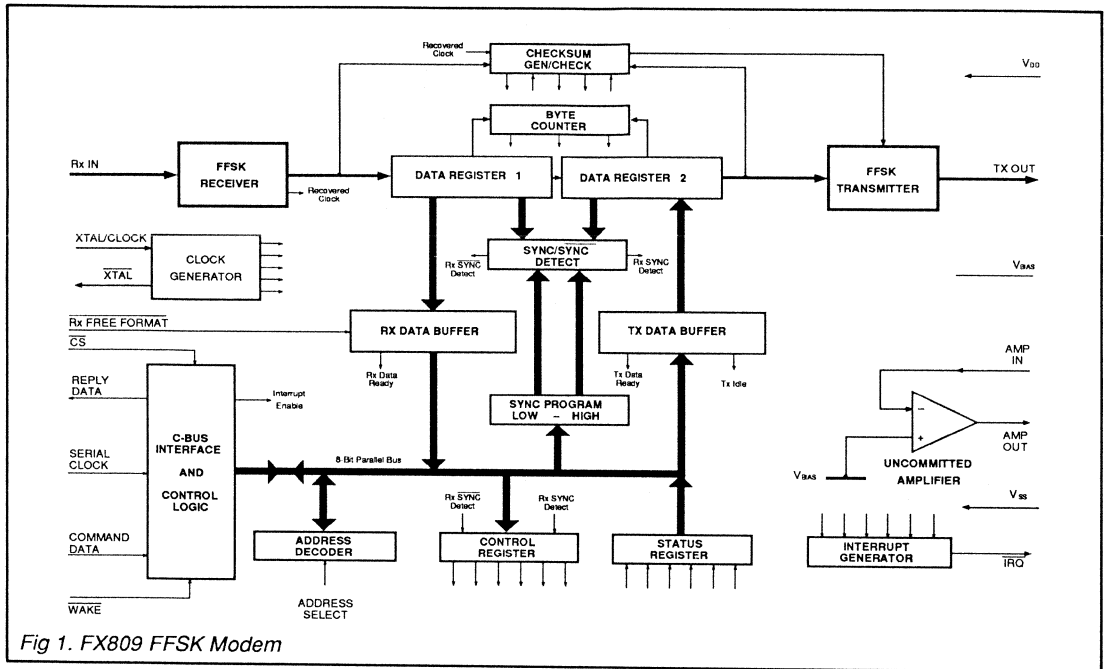 Recovered
Clock
CHECKSUM
GEN/CHECK
VDD
BYTE
COUNTER
Rx IN
FFSK
RECEIVER
Recovered
Clock
DATA REGISTER 1
DATA REGISTER 2
FFSK
TRANSMITTER
TX OUT
XTAL/CLOCK
XTAL
CLOCK
GENERATOR
SYNC/SYNC
DETECT
Rx SYNC
Detect
Rx SYNC
Detect
VBIAS
Rx FREE FORMAT
CS
RX DATA BUFFER
Rx Data
Ready
TX DATA BUFFER
Tx Data
Ready
Tx Idle
AMP
IN
REPLY
DATA
Interrupt
Enable
SYNC PROGRAM
LOW – HIGH
–
+
AMP
OUT
UNCOMMITTED
AMPLIFIER
VBIAS
SERIAL
CLOCK
C-BUS
INTERFACE
AND
CONTROL
LOGIC
8-Bit Parallel Bus
Rx SYNC
Detect
Rx SYNC
Detect
VSS
COMMAND
DATA
ADDRESS
DECODER
CONTROL
REGISTER
STATUS
REGISTER
INTERRUPT
GENERATOR
IRQ
WAKE
ADDRESS
SELECT
Fig 1. FX809 FFSK Modem